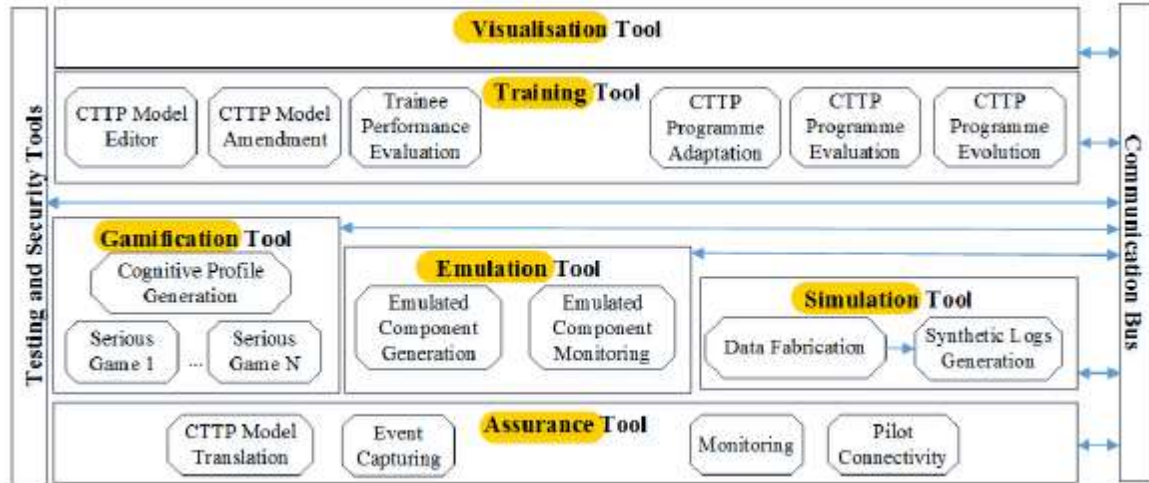 Testing and Security Tools
Visualisation Tool
Training Tool
CTTP Model
Editor
CTTP Model
Amendment
Trainee
Performance
Evaluation
CTTP
Programme
Adaptation
CTTP
Programme
Evaluation
CTTP
Programme
Evolution
Gamification Tool
Cognitive Profile
Generation
Serious
Game 1
...
Serious
Game N
Emulation Tool
Emulated
Component
Generation
Emulated
Component
Monitoring
Simulation Tool
Data Fabrication
Synthetic Logs
Generation
Assurance Tool
CTTP Model
Translation
Event
Capturing
Monitoring
Pilot
Connectivity
Communication Bus